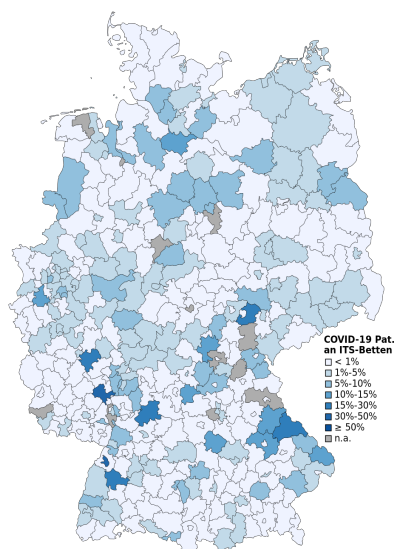 COVID-19 Pat.
an ITS-Betten
< 1%
1%-5%
5%-10%
10%-15%
15%-30%
30%-50%
≥ 50%
n.a.